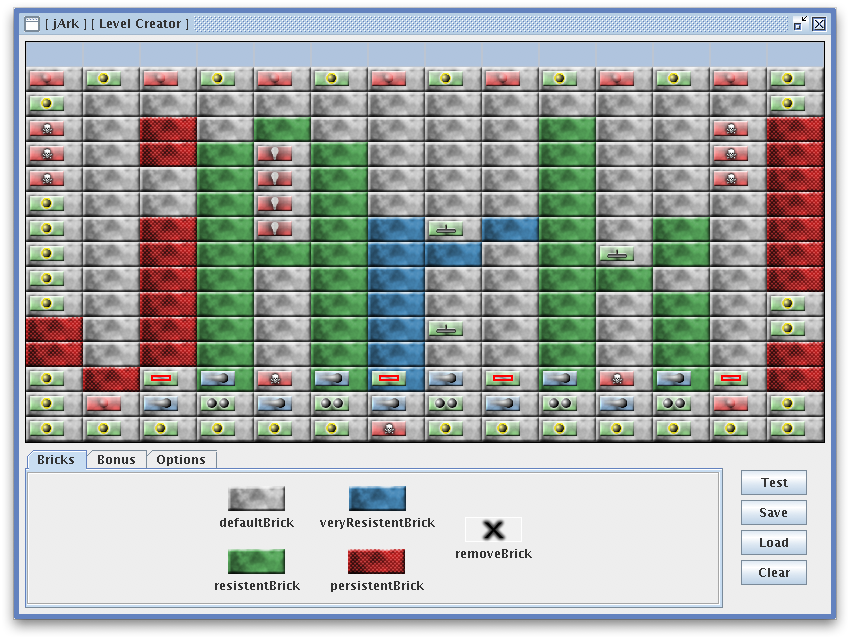 [ jArk ] [ Level Creator ]
Bricks Bonus Options
defaultBrick veryResistentBrick
removeBrick
resistentBrick persistentBrick
Test
Save
Load
Clear